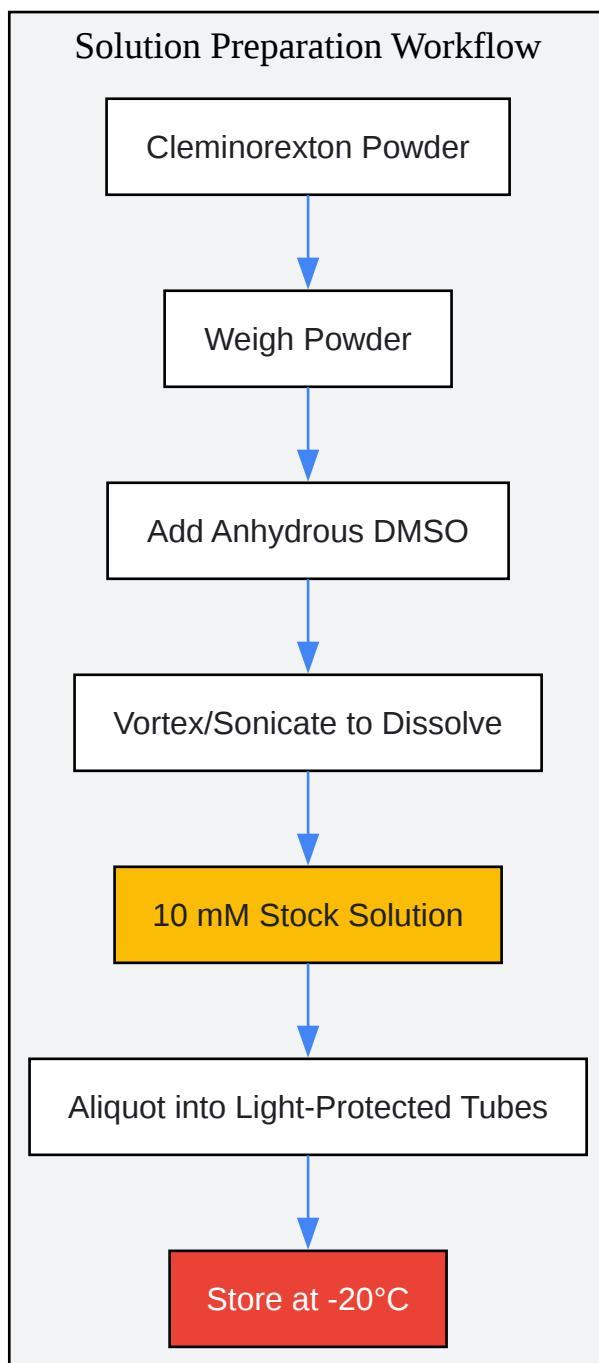 Solution Preparation Workflow
Cleminorexton Powder
Weigh Powder
Add Anhydrous DMSO
Vortex/Sonicate to Dissolve
10 mM Stock Solution
Aliquot into Light-Protected Tubes
Store at -20°C